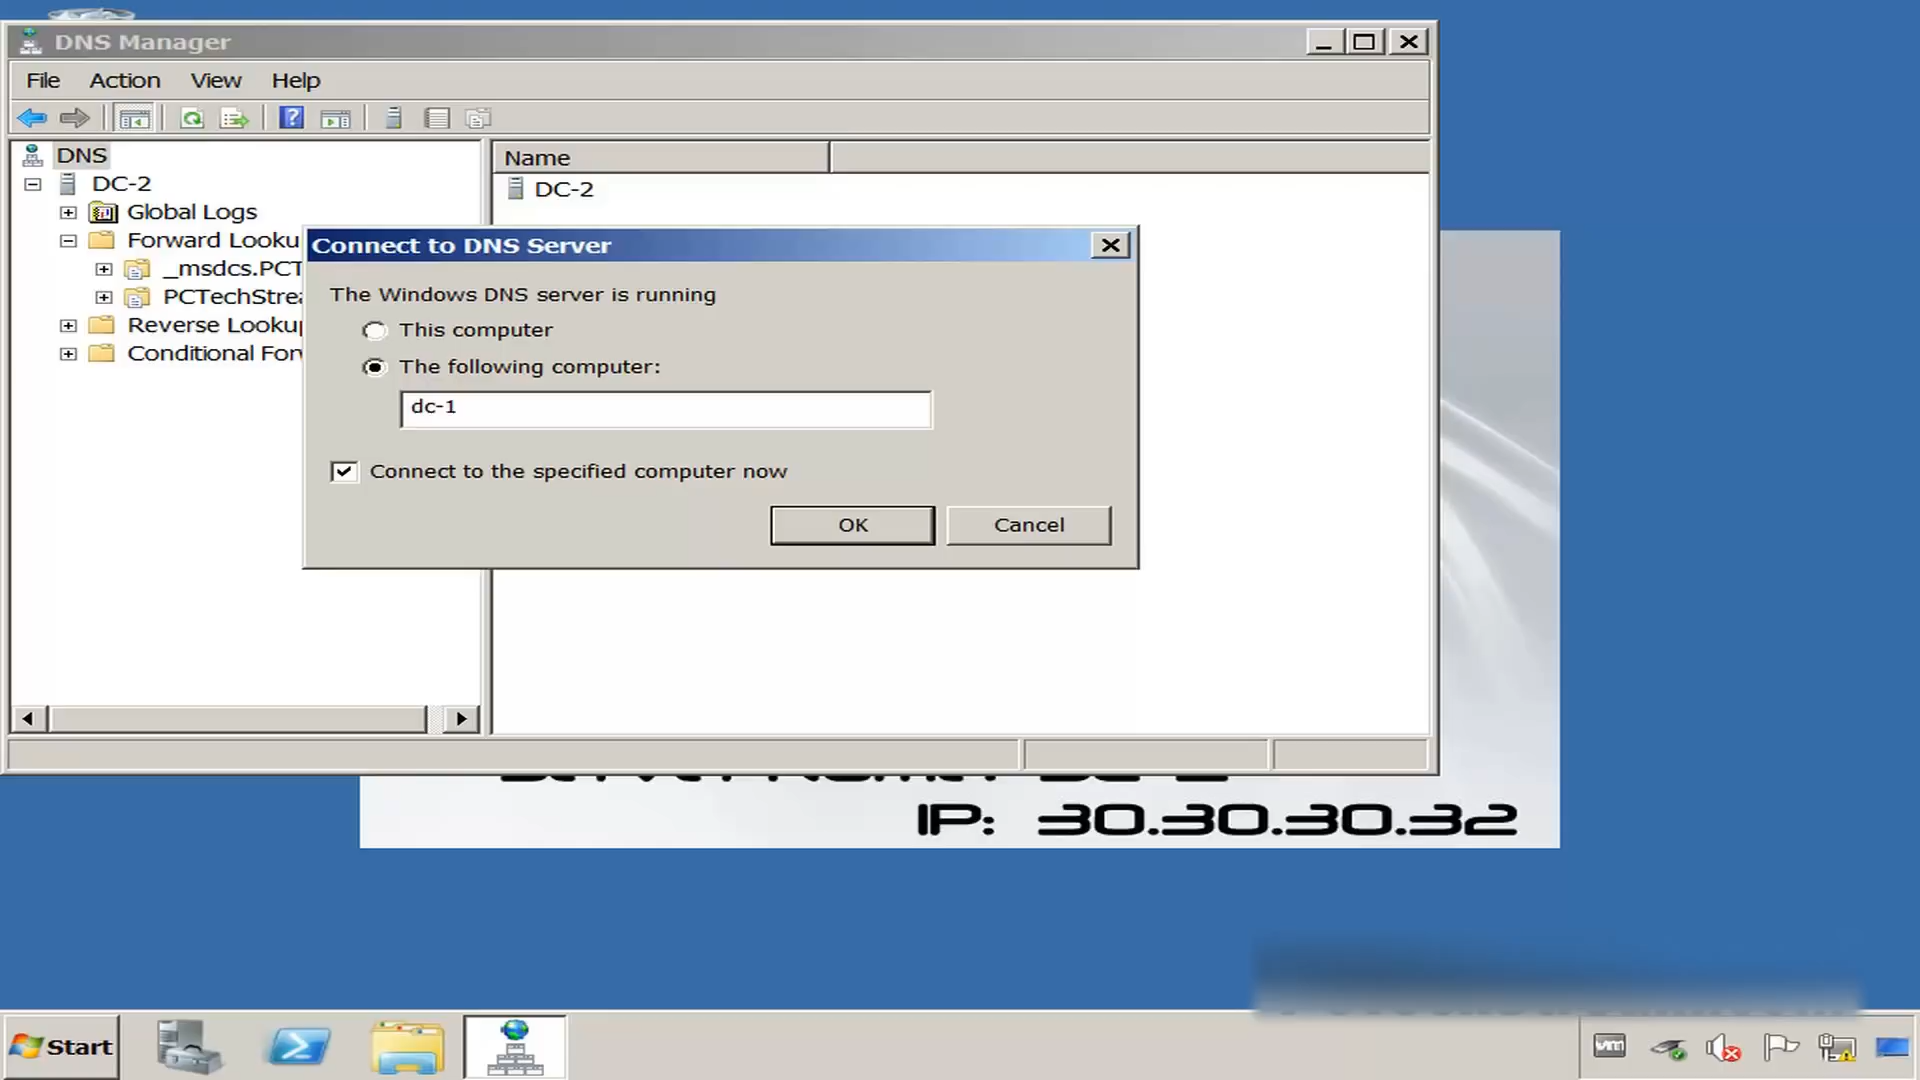 DNS Manager
File Action View Help
DNS
DC-2
Global Logs
Forward Looku
_msdcs.PCT
PCTechStrea
Reverse Lookup
Conditional For
Name
DC-2
Connect to DNS Server
The Windows DNS server is running
This computer
The following computer:
dc-1
Connect to the specified computer now
OK
Cancel
IP: 30.30.30.32
Start
vm